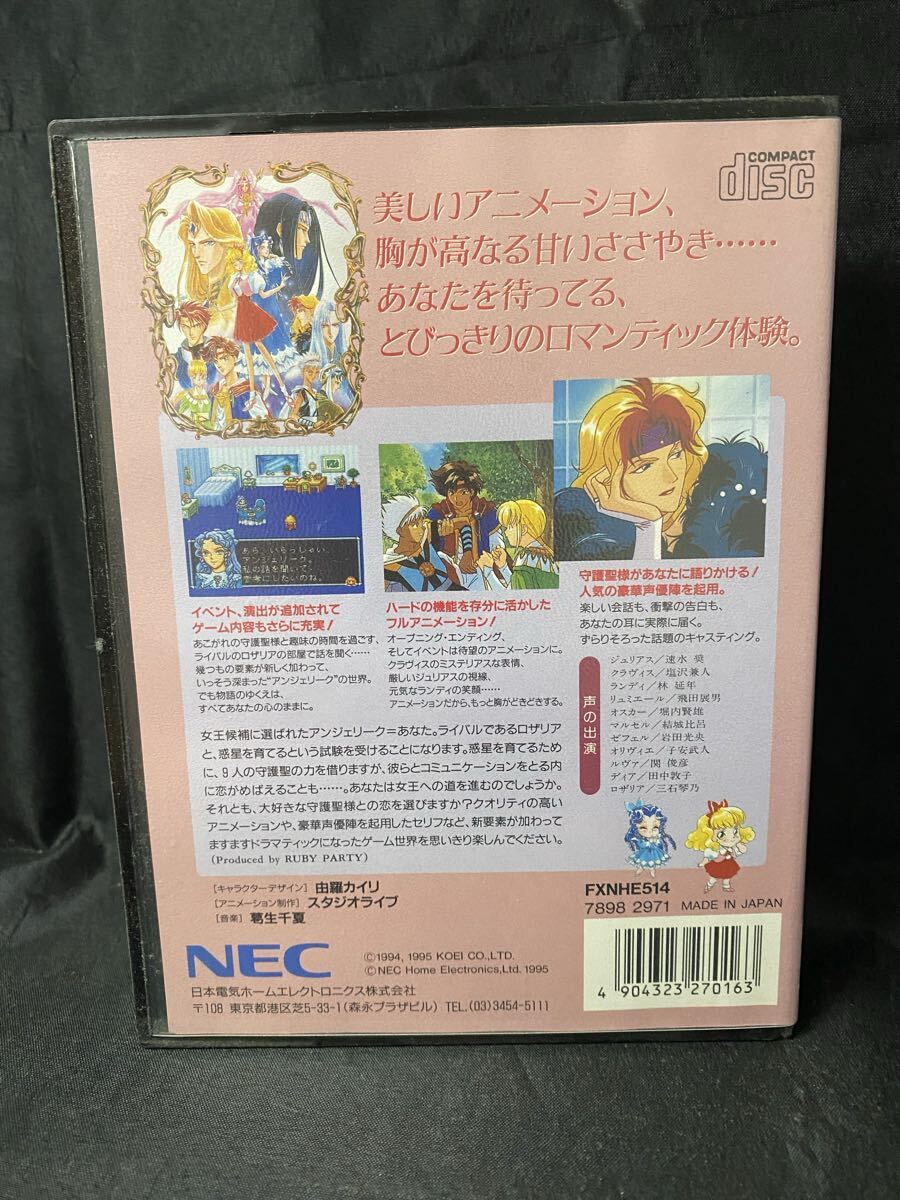 COMPACT
disc
美しいアニメーション、
胸が高なる甘いささやき……
あなたを待ってる、
とびっきりのロマンティック体験。
あら、いらっしゃい、
アンジェリーク。
私の話を聞いて、
参考にしたいのね。
イベント、演出が追加されて
ゲーム内容もさらに充実!
あこがれの守護聖様と趣味の時間を過ごす、
ライバルのロザリアの部屋で話を聞く……
幾つもの要素が新しく加わって、
いっそう深まった“アンジェリーク”の世界。
でも物語のゆくえは、
すべてあなたの心のままに。
ハードの機能を存分に活かした
フルアニメーション!
オープニング・エンディング、
そしてイベントは待望のアニメーションに。
クラヴィスのミステリアスな表情、
厳しいジュリアスの視線、
元気なランディの笑顔……
アニメーションだから、もっと胸がどきどきする。
守護聖様があなたに語りかける!
人気の豪華声優陣を起用。
楽しい会話も、衝撃の告白も、
あなたの耳に実際に届く。
ずらりそろった話題のキャスティング。
声の出演
ジュリアス/速水 奨
クラヴィス/塩沢兼人
ランディ/林 延年
リュミエール/飛田展男
オスカー/堀内賢雄
マルセル/結城比呂
ゼフェル/岩田光央
オリヴィエ/子安武人
ルヴァ/関 俊彦
ディア/田中敦子
ロザリア/三石琴乃
女王候補に選ばれたアンジェリーク=あなた。ライバルであるロザリア
と、惑星を育てるという試験を受けることになります。惑星を育てるため
に、9人の守護聖の力を借りますが、彼らとコミュニケーションをとる内
に恋がめばえることも……。あなたは女王への道を進むのでしょうか。
それとも、大好きな守護聖様との恋を選びますか?クオリティの高い
アニメーションや、豪華声優陣を起用したセリフなど、新要素が加わって
ますますドラマティックになったゲーム世界を思いきり楽しんでください。
(Produced by RUBY PARTY)
[キャラクターデザイン] 由羅カイリ
[アニメーション制作] スタジオライブ
[音楽] 葛生千夏
FXNHE514
7898 2971 MADE IN JAPAN
NEC
©1994, 1995 KOEI CO.,LTD.
©NEC Home Electronics,Ltd. 1995
日本電気ホームエレクトロニクス株式会社
〒108 東京都港区芝5-33-1(森永プラザビル) TEL.(03)3454-5111
4 904323 270163